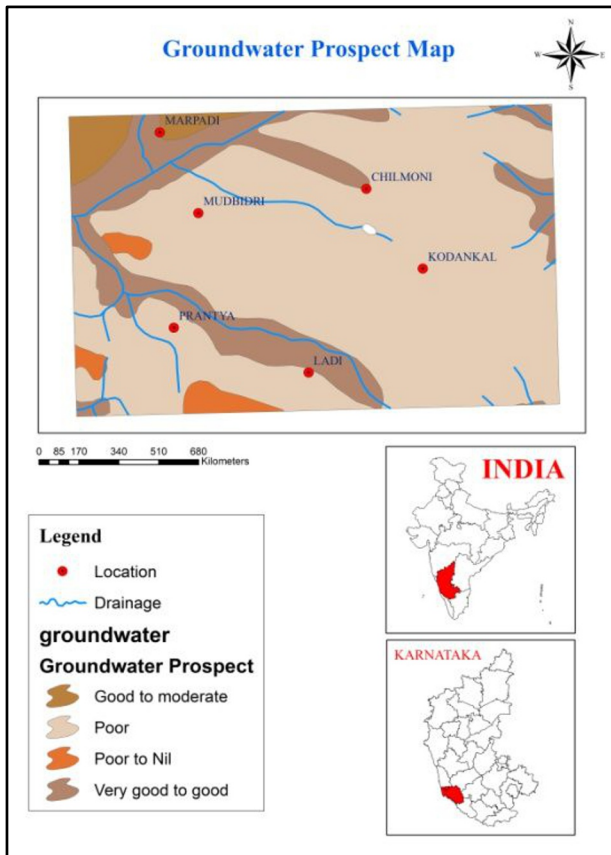 Groundwater Prospect Map
N
W E
S
MARPADI
CHILMONI
MUDBIDRI
KODANKAL
PRANTYA
LADI
0 85 170 340 510 680
Kilometers
INDIA
Legend
Location
Drainage
groundwater
Groundwater Prospect
Good to moderate
Poor
Poor to Nil
Very good to good
KARNATAKA